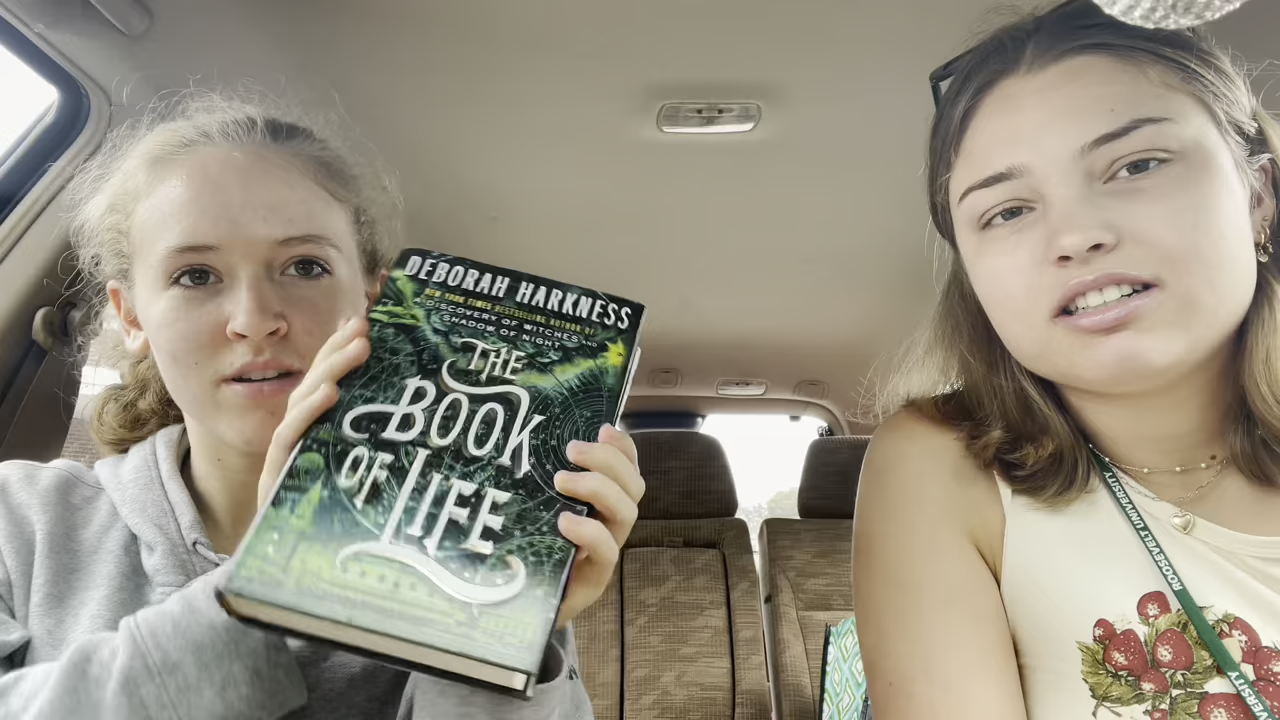 DEBORAH HARKNESS
NEW YORK TIMES BESTSELLING AUTHOR OF
DISCOVERY OF WITCHES AND
SHADOW OF NIGHT
THE
BOOK
OF LIFE
ROOSEVELT UNIVERSITY
VERSITY